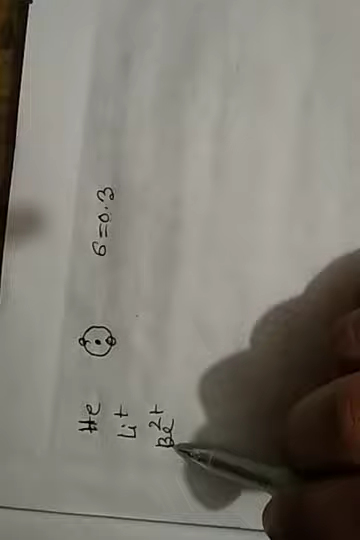 He σ=0.3
Li+
Be2+